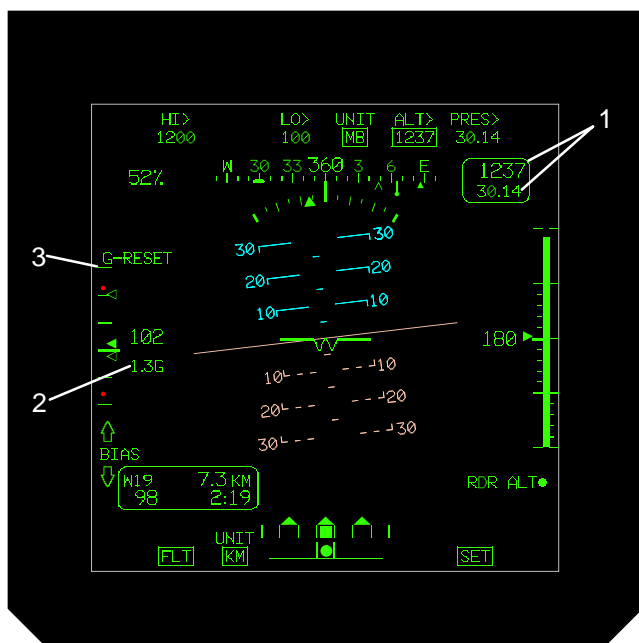 HI> LO> UNIT ALT> PRES>
1200 100 MB 1237 30.14
1
52%
W 30 33 360 3 6 E
1237
30.14
3
G-RESET
30 30
20 20
10 10
102
180
1.3G
2
10 10
20 20
30 30
BIAS
W19 7.3 KM
98 2:19
RDR ALT
UNIT
FLT KM SET